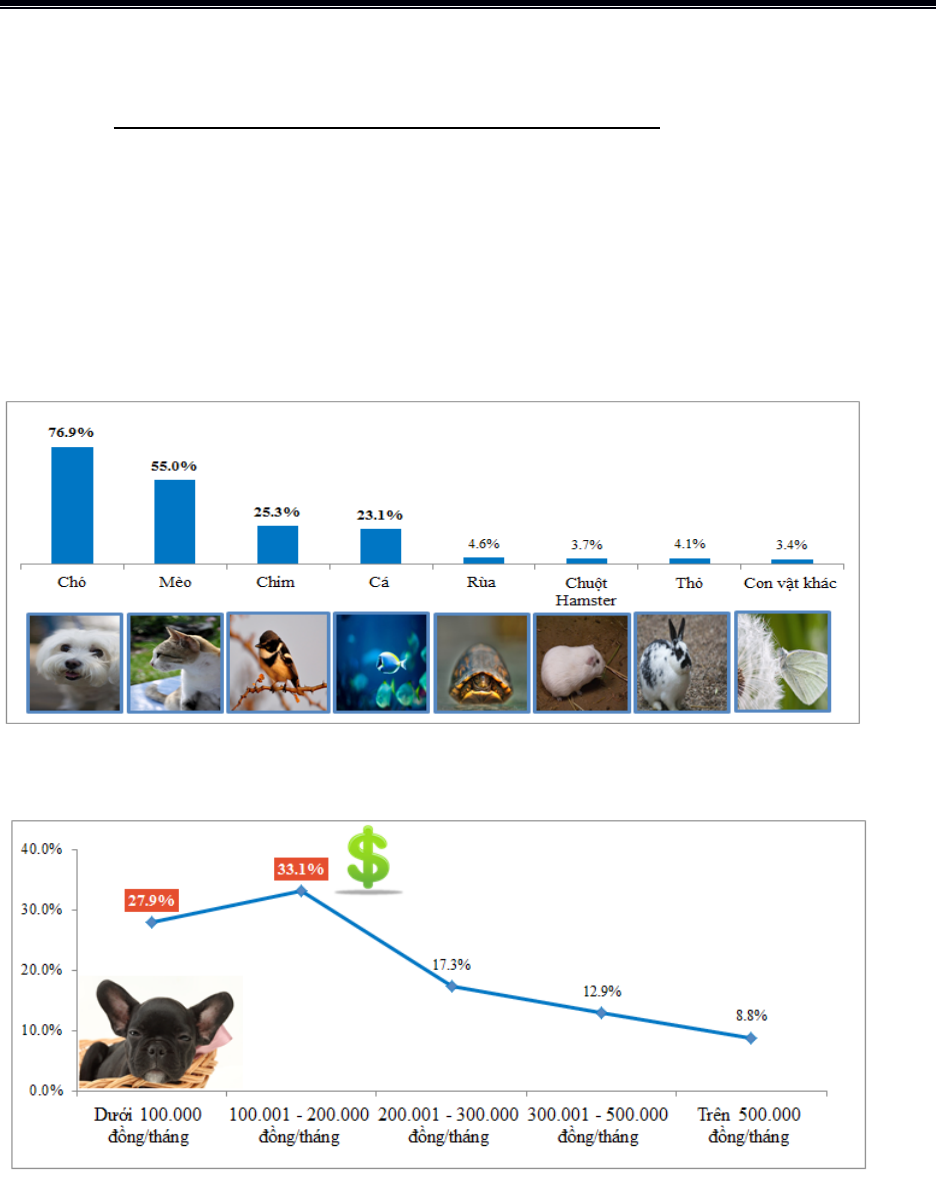 76.9%
55.0%
25.3%
23.1%
4.6%
3.7%
4.1%
3.4%
Chó
Mèo
Chim
Cá
Rùa
Chuột
Hamster
Thỏ
Con vật khác
40.0%
30.0%
20.0%
10.0%
0.0%
27.9%
33.1%
$
17.3%
12.9%
8.8%
Dưới 100.000
đồng/tháng
100.001 - 200.000
đồng/tháng
200.001 - 300.000
đồng/tháng
300.001 - 500.000
đồng/tháng
Trên 500.000
đồng/tháng